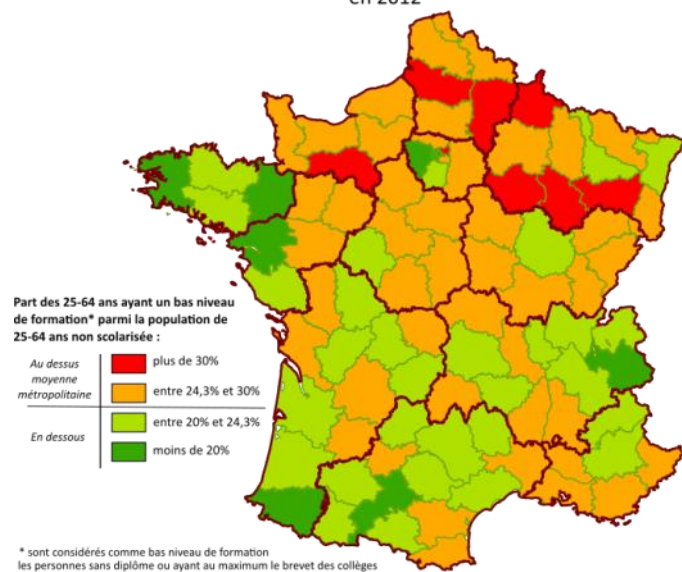 en 2012
Part des 25-64 ans ayant un bas niveau
de formation* parmi la population de
25-64 ans non scolarisée :
Au dessus
moyenne
métropolitaine
plus de 30%
entre 24,3% et 30%
En dessous
entre 20% et 24,3%
moins de 20%
* sont considérés comme bas niveau de formation
les personnes sans diplôme ou ayant au maximum le brevet des collèges